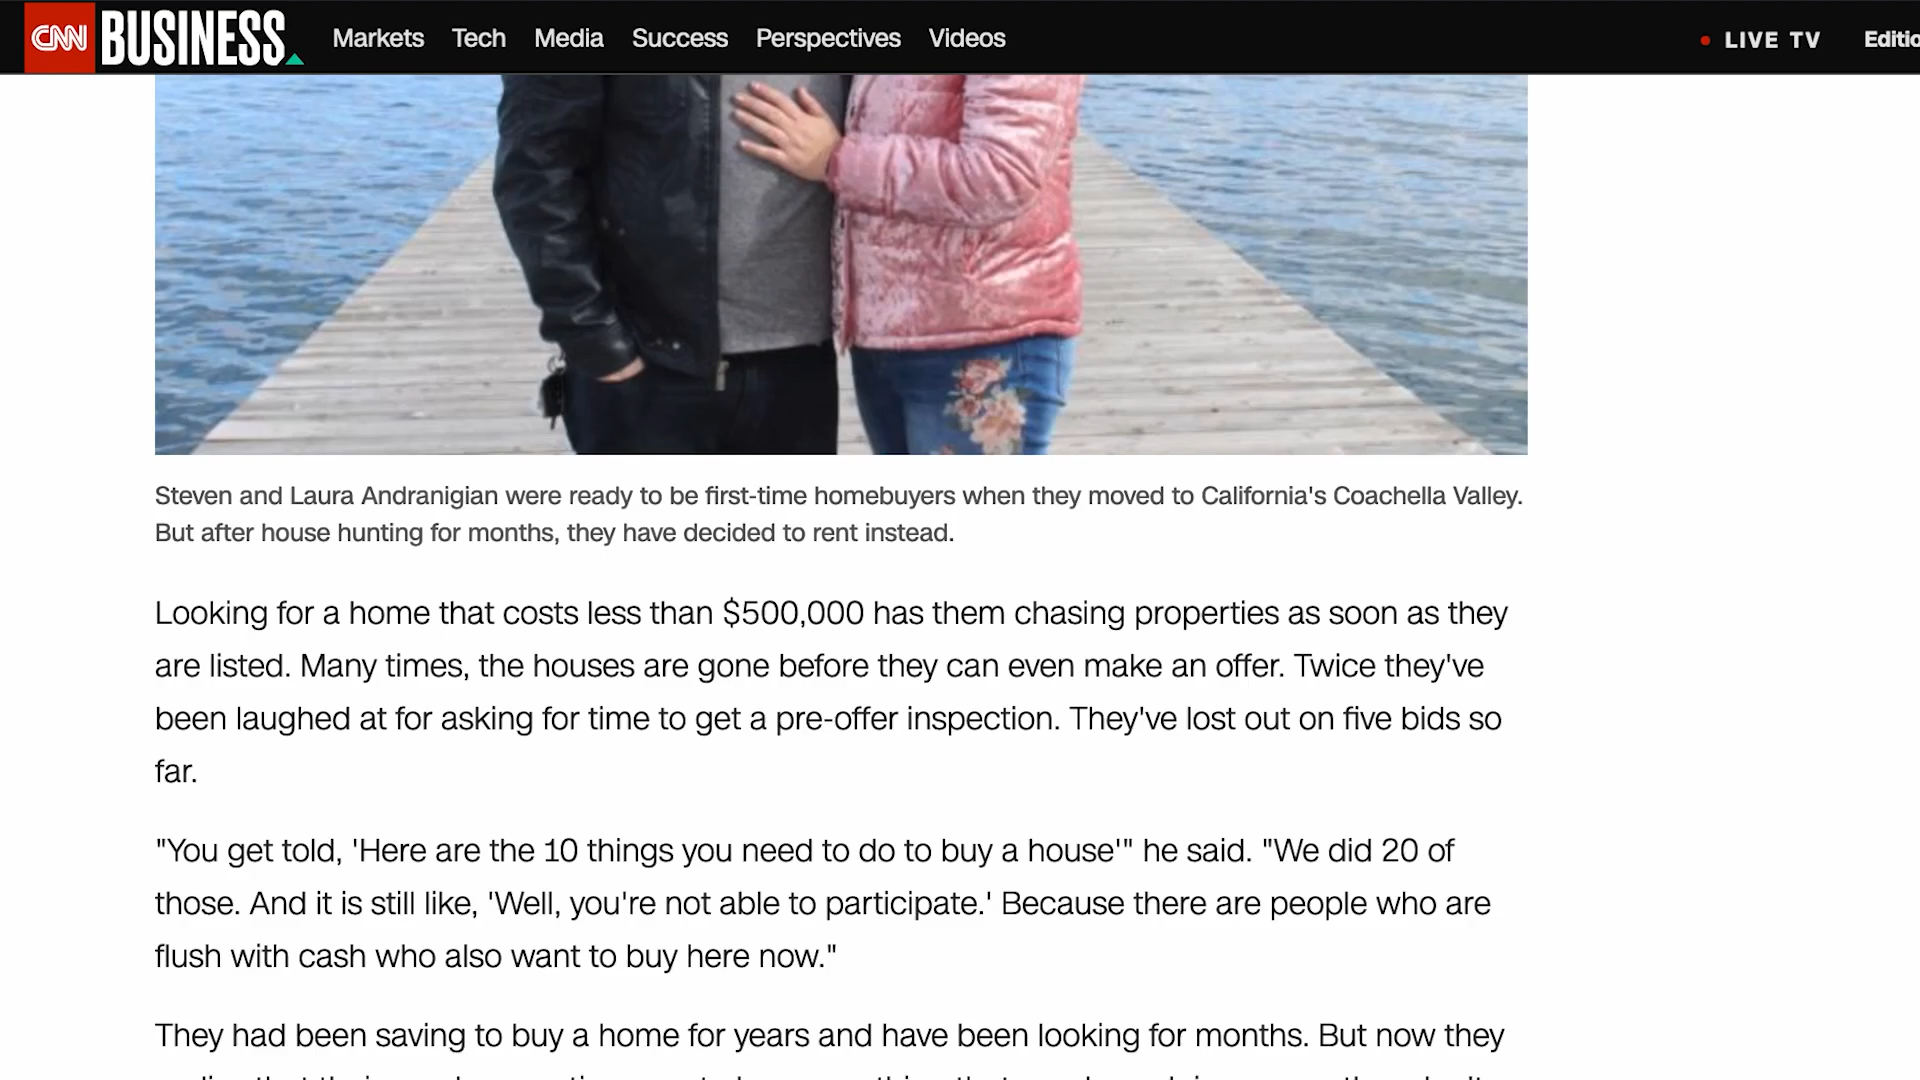 CNN BUSINESS Markets Tech Media Success Perspectives Videos LIVE TV Editio
Steven and Laura Andranigian were ready to be first-time homebuyers when they moved to California's Coachella Valley.
But after house hunting for months, they have decided to rent instead.
Looking for a home that costs less than $500,000 has them chasing properties as soon as they
are listed. Many times, the houses are gone before they can even make an offer. Twice they've
been laughed at for asking for time to get a pre-offer inspection. They've lost out on five bids so
far.
"You get told, 'Here are the 10 things you need to do to buy a house'" he said. "We did 20 of
those. And it is still like, 'Well, you're not able to participate.' Because there are people who are
flush with cash who also want to buy here now."
They had been saving to buy a home for years and have been looking for months. But now they